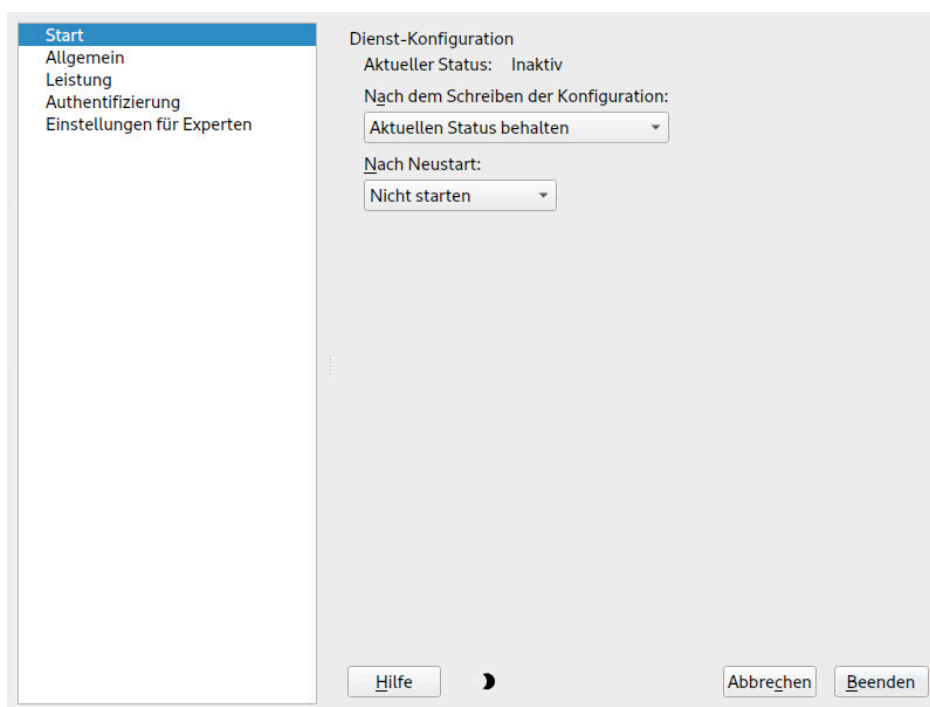 Start
Allgemein
Leistung
Authentifizierung
Einstellungen für Experten
Dienst-Konfiguration
Aktueller Status: Inaktiv
Nach dem Schreiben der Konfiguration:
Aktuellen Status behalten
Nach Neustart:
Nicht starten
Hilfe Abbrechen Beenden